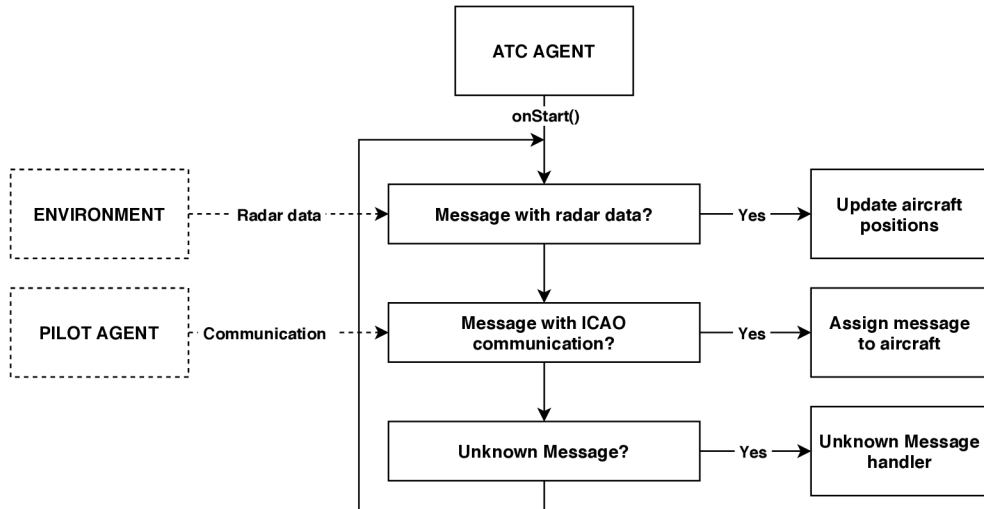 ATC AGENT
onStart()
ENVIRONMENT
Radar data
Message with radar data?
Yes
Update aircraft
positions
PILOT AGENT
Communication
Message with ICAO
communication?
Yes
Assign message
to aircraft
Unknown Message?
Yes
Unknown Message
handler